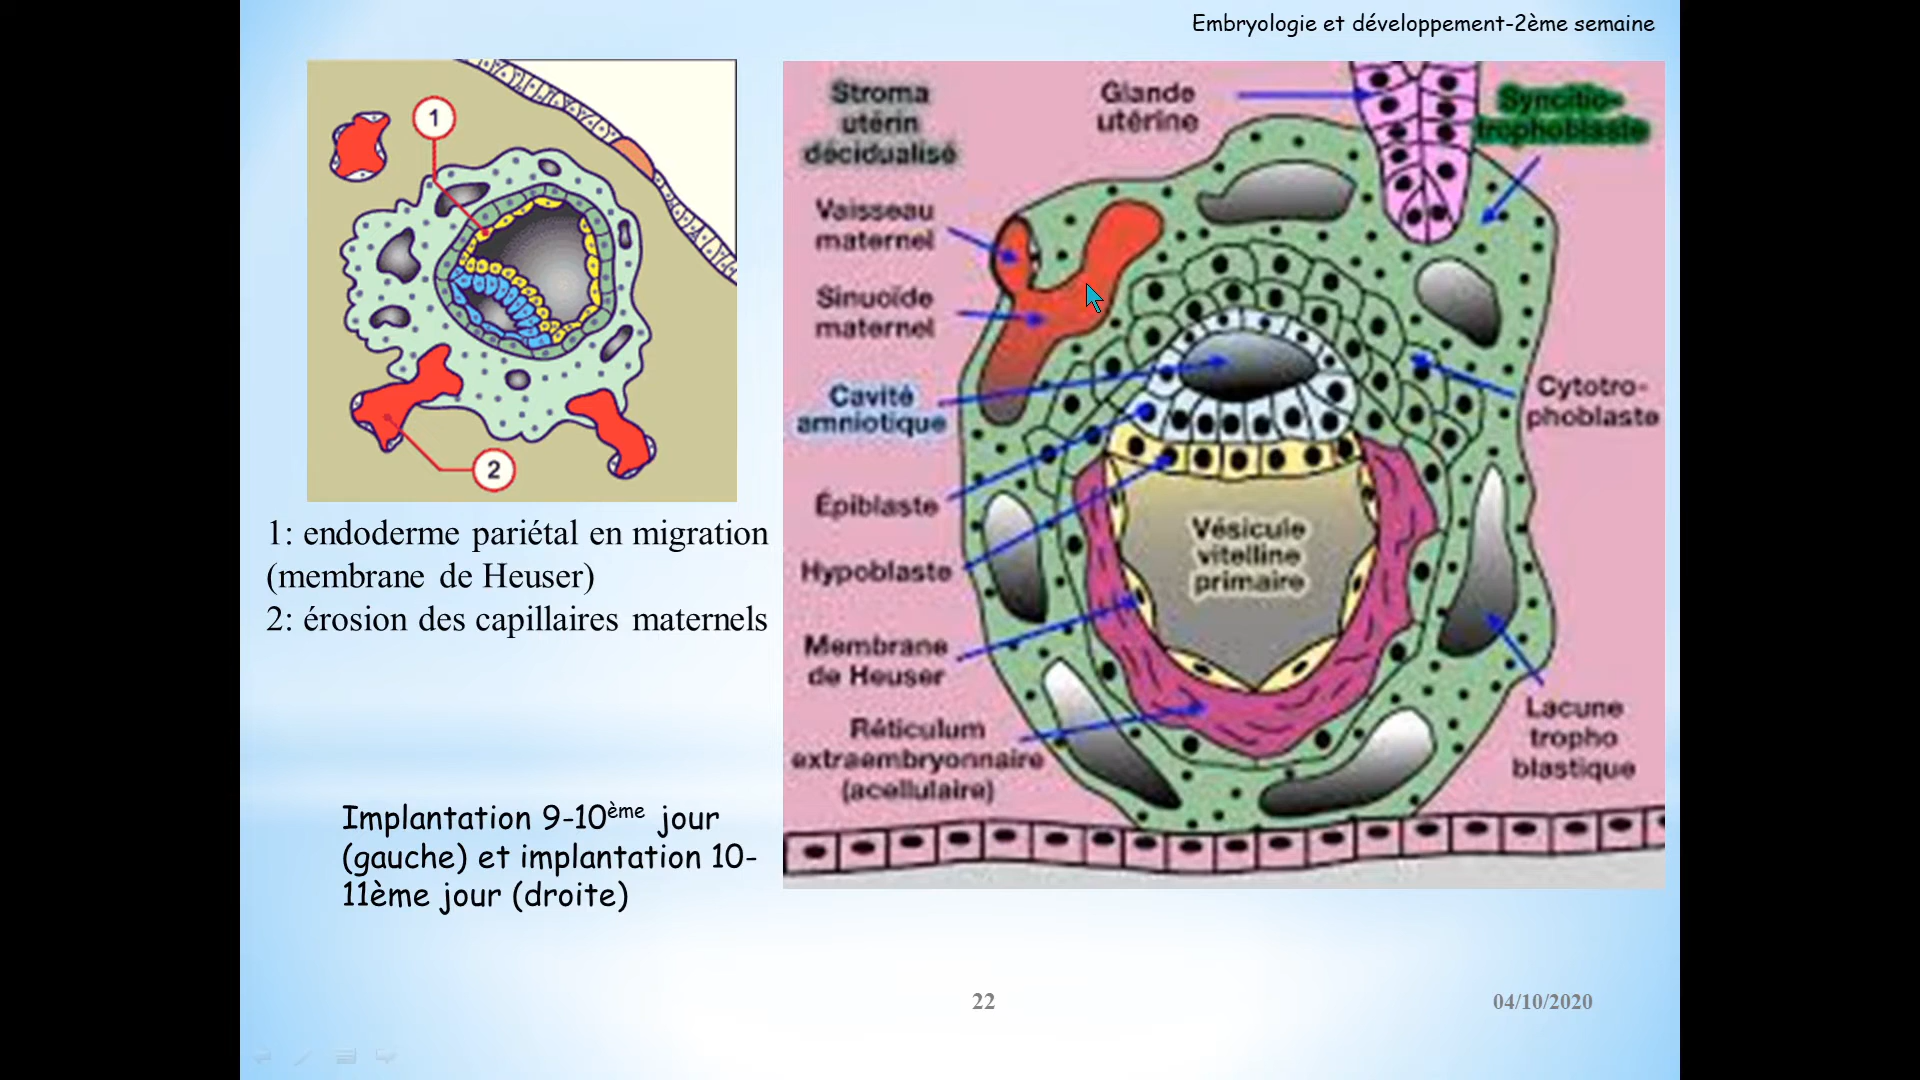 Embryologie et développement-2ème semaine
1
2
1: endoderme pariétal en migration
(membrane de Heuser)
2: érosion des capillaires maternels
Implantation 9-10ème jour
(gauche) et implantation 10-
11ème jour (droite)
Stroma
utérin
décidualisé
Glande
utérine
Syncitio-
trophoblaste
Vaisseau
maternel
Sinuoïde
maternel
Cavité
amniotique
Cytotro-
phoblaste
Épiblaste
Hypoblaste
Vésicule
vitelline
primaire
Membrane
de Heuser
Réticulum
extraembryonnaire
(acellulaire)
Lacune
tropho
blastique
22
04/10/2020